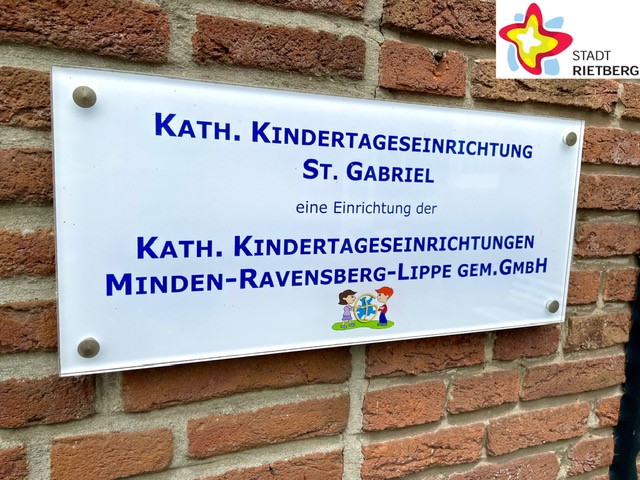 STADT
RIETBERG
KATH. KINDERTAGESEINRICHTUNG
ST. GABRIEL
eine Einrichtung der
KATH. KINDERTAGESEINRICHTUNGEN
MINDEN-RAVENSBERG-LIPPE GEM.GMBH